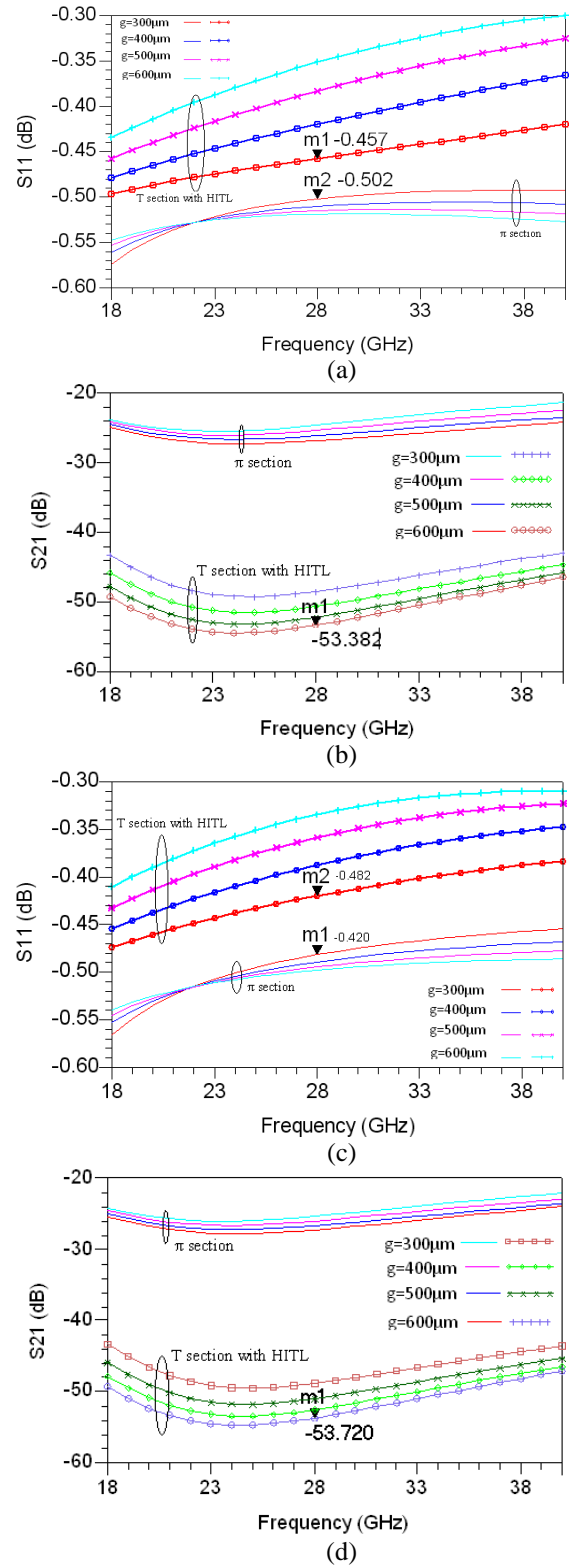 -0.30
g=300µm
g=400µm
g=500µm
g=600µm
-0.35
-0.40
-0.45
-0.50
-0.55
-0.60
S11 (dB)
m1 -0.457
m2 -0.502
T section with HITL
π section
18 23 28 33 38
Frequency (GHz)
(a)
-20
-30
-40
-50
-60
S21 (dB)
π section
g=300µm
g=400µm
g=500µm
g=600µm
T section with HITL
m1
-53.382
18 23 28 33 38
Frequency (GHz)
(b)
-0.30
-0.35
-0.40
-0.45
-0.50
-0.55
-0.60
S11 (dB)
T section with HITL
m2 -0.482
m1 -0.420
π section
g=300µm
g=400µm
g=500µm
g=600µm
18 23 28 33 38
Frequency (GHz)
(c)
-20
-30
-40
-50
-60
S21 (dB)
π section
g=300µm
g=400µm
g=500µm
g=600µm
T section with HITL
m1
-53.720
18 23 28 33 38
Frequency (GHz)
(d)